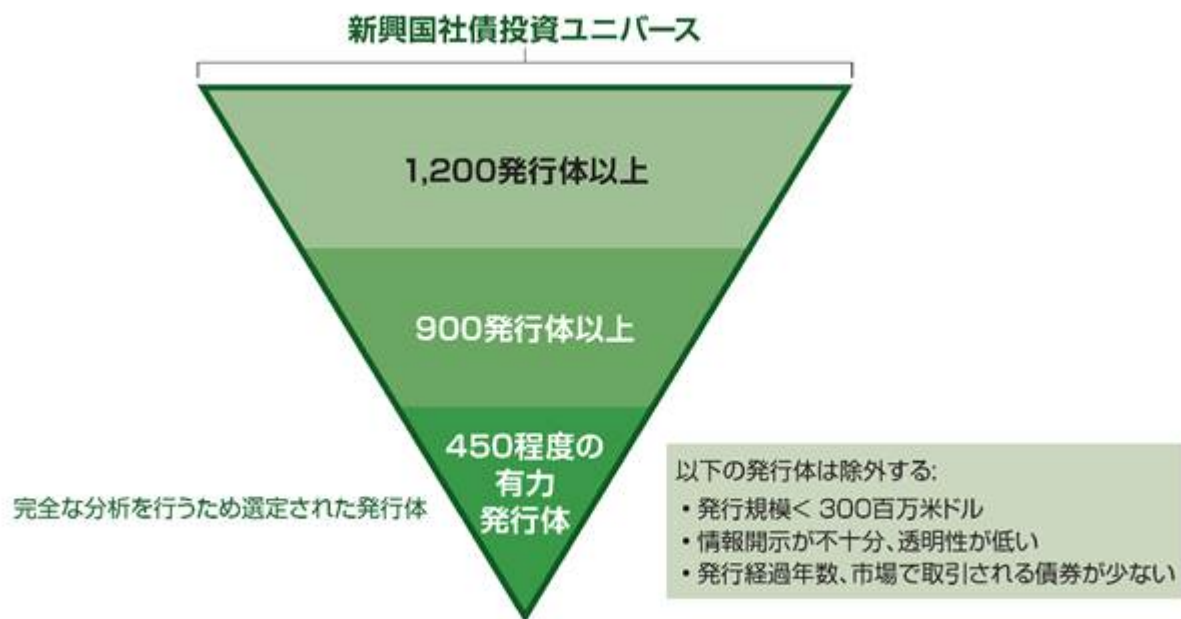 新興国社債投資ユニバース
1,200発行体以上
900発行体以上
450程度の
有力
発行体
完全な分析を行うため選定された発行体
以下の発行体は除外する:
• 発行規模< 300百万米ドル
• 情報開示が不十分、透明性が低い
• 発行経過年数、市場で取引される債券が少ない